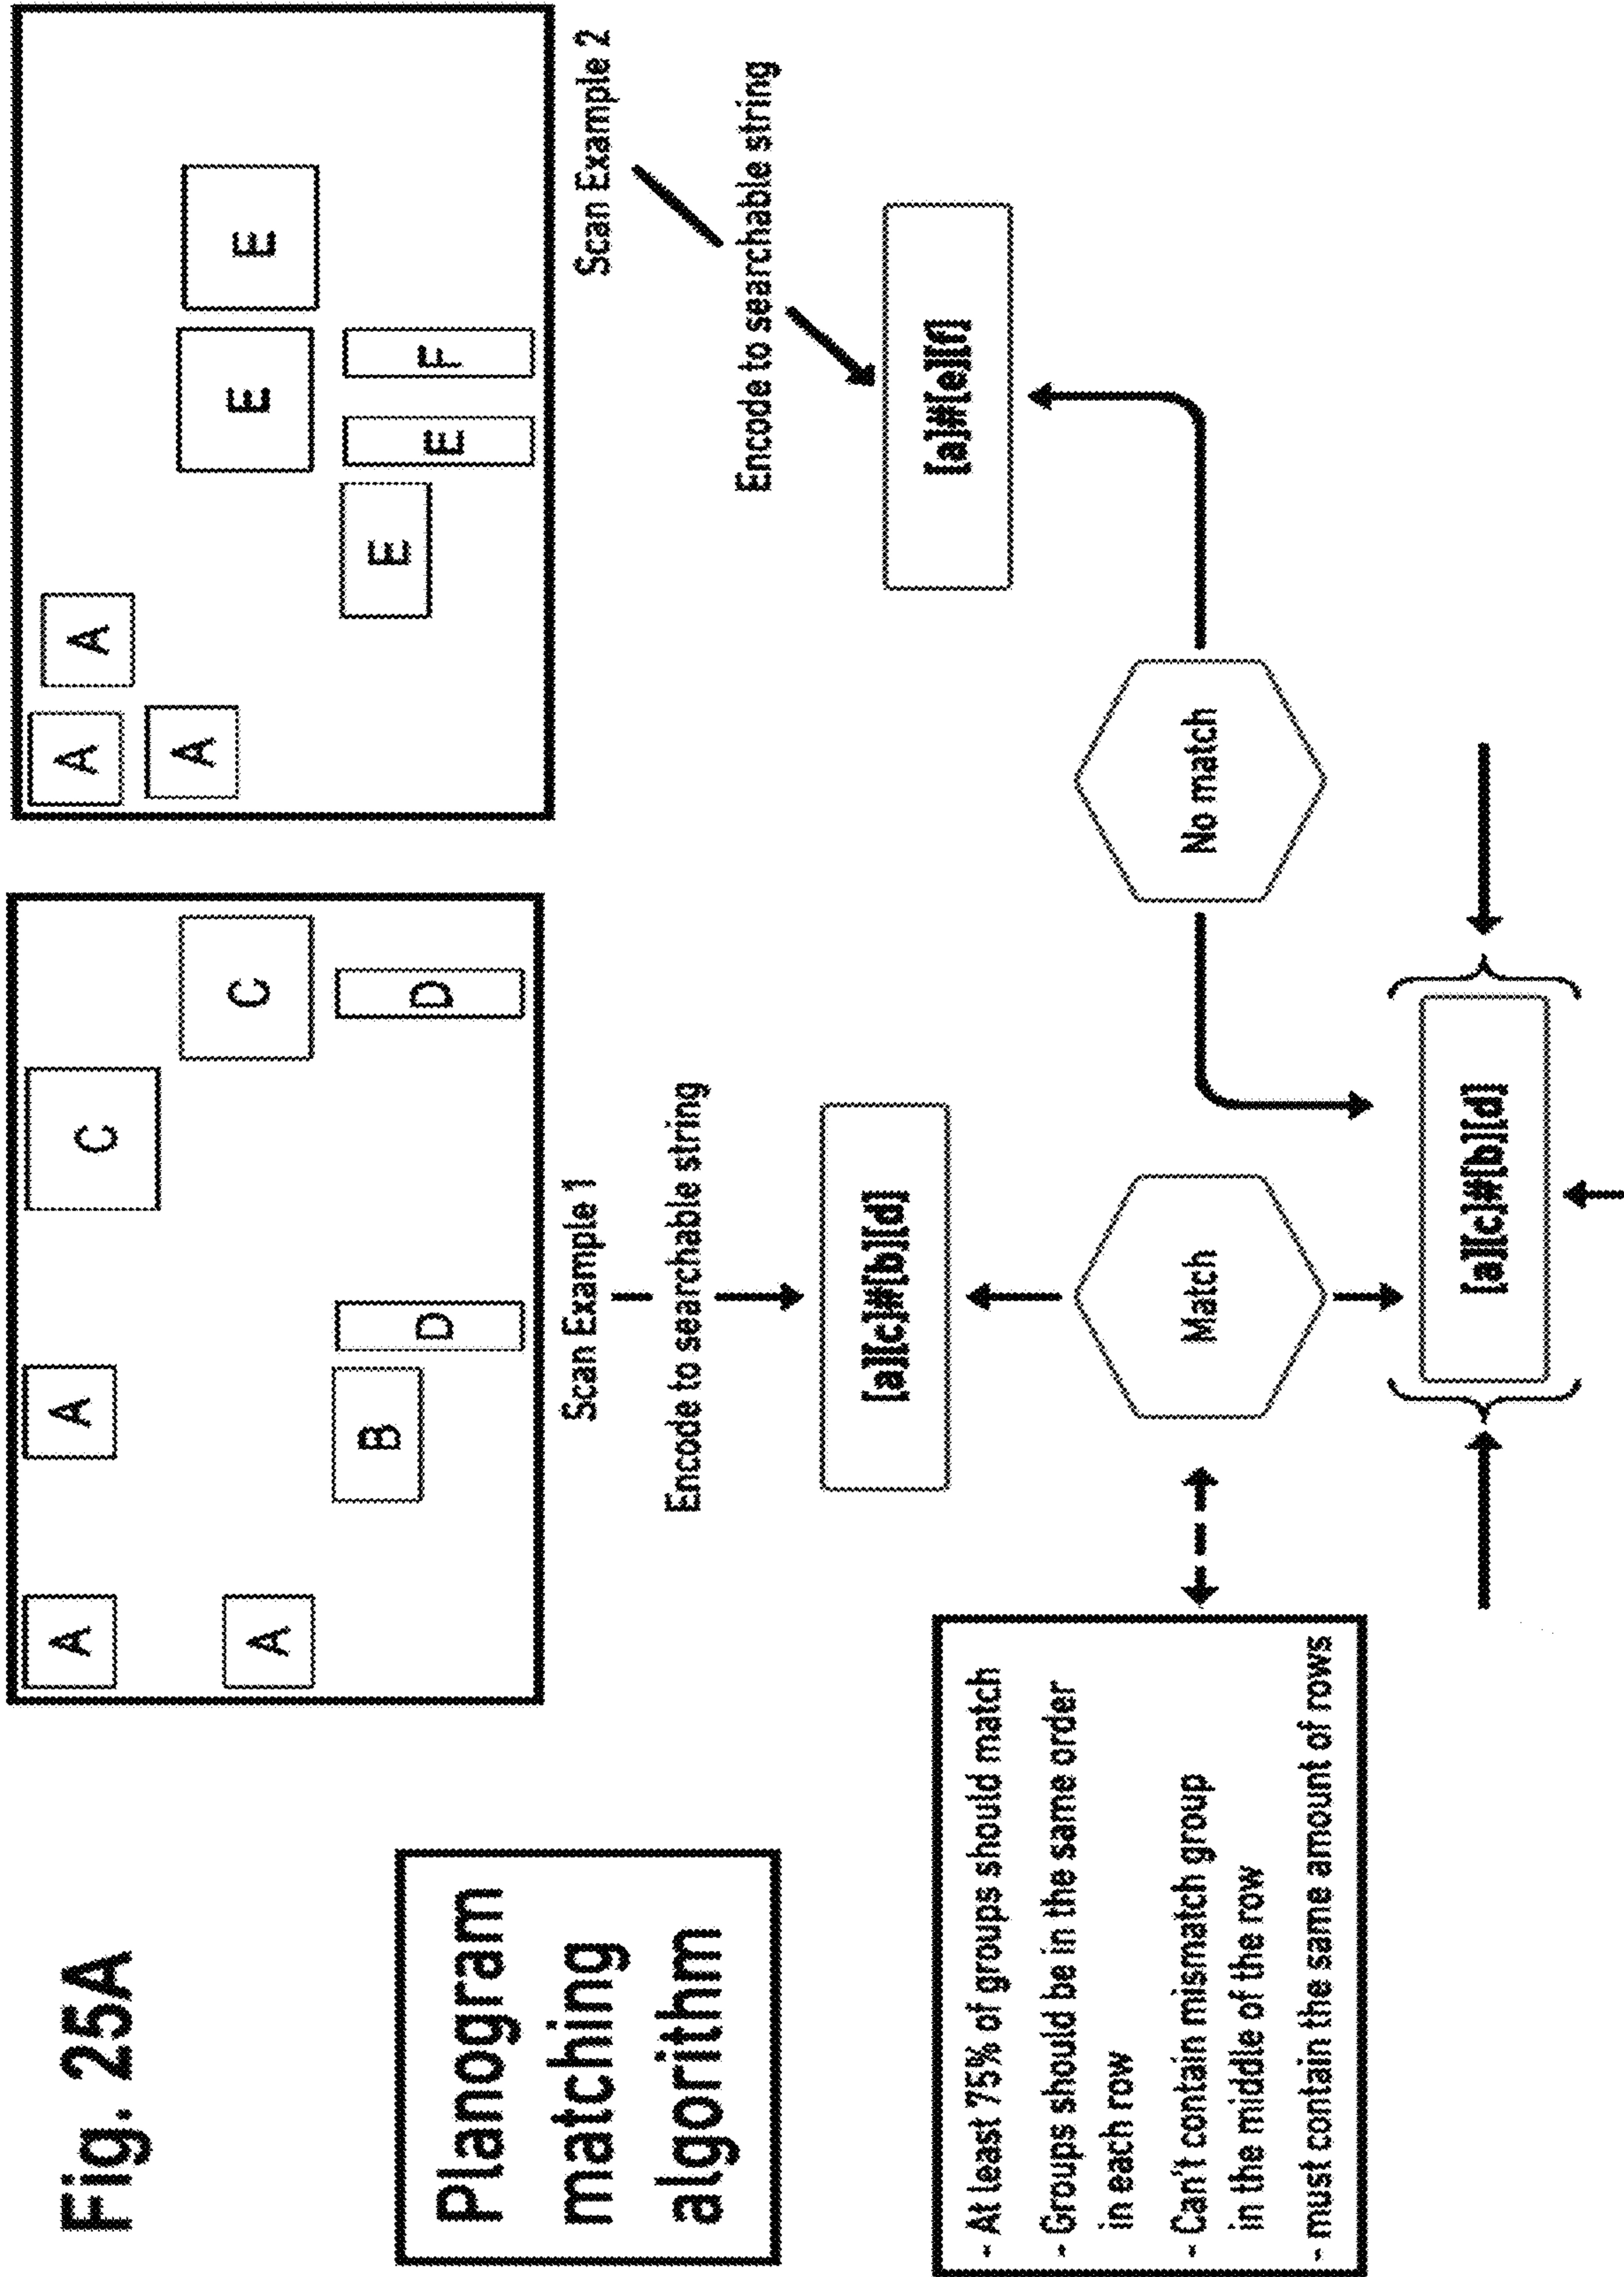 Fig. 25A
Planogram
matching
algorithm
A
A
C
A
C
B
D
D
Scan Example 1
A
A
A
E
E
E
E
F
Scan Example 2
Encode to searchable string
Encode to searchable string
[a][c]#[b][d]
[a]#[e][f]
- At least 75% of groups should match
- Groups should be in the same order
in each row
- Can't contain mismatch group
in the middle of the row
- must contain the same amount of rows
Match
No match
[a][c]#[b][d]